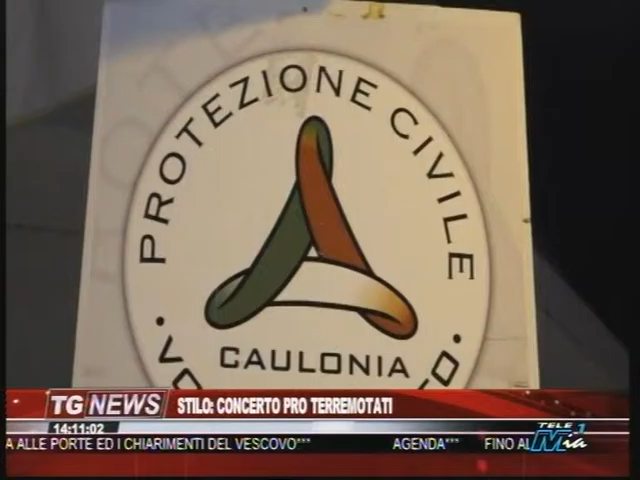 PROTEZIONE CIVILE
CAULONIA
TG NEWS
STILO: CONCERTO PRO TERREMOTATI
14:11:02
A ALLE PORTE ED I CHIARIMENTI DEL VESCOVO*** AGENDA*** FINO AL
TELE 1
Mia